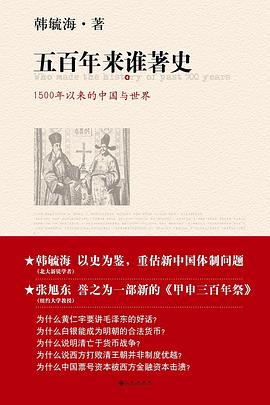 韩毓海·著
五百年来谁著史
Who made the history of past 500 years
1500年以来的中国与世界
★韩毓海 以史为鉴，重估新中国体制问题
（北大新徒学者）
★张旭东 誉之为一部新的《甲申三百年祭》
（纽约大学教授）
为什么黄仁宇要讲毛泽东的好话？
为什么白银能成为明朝的合法货币？
为什么说明清亡于货币战争？
为什么说西方打败清王朝并非制度优越？
为什么中国票号资本被西方金融资本击溃？
九州出版社